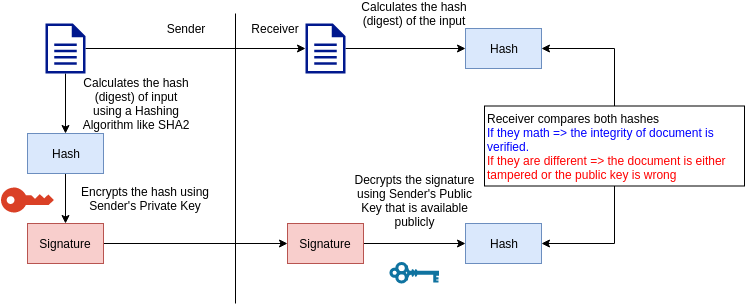 Sender
Receiver
Calculates the hash
(digest) of the input
Hash
Calculates the hash
(digest) of input
using a Hashing
Algorithm like SHA2
Hash
Receiver compares both hashes
If they math => the integrity of document is
verified.
If they are different => the document is either
tampered or the public key is wrong
Encrypts the hash using
Sender's Private Key
Decrypts the signature
using Sender's Public
Key that is available
publicly
Signature
Signature
Hash